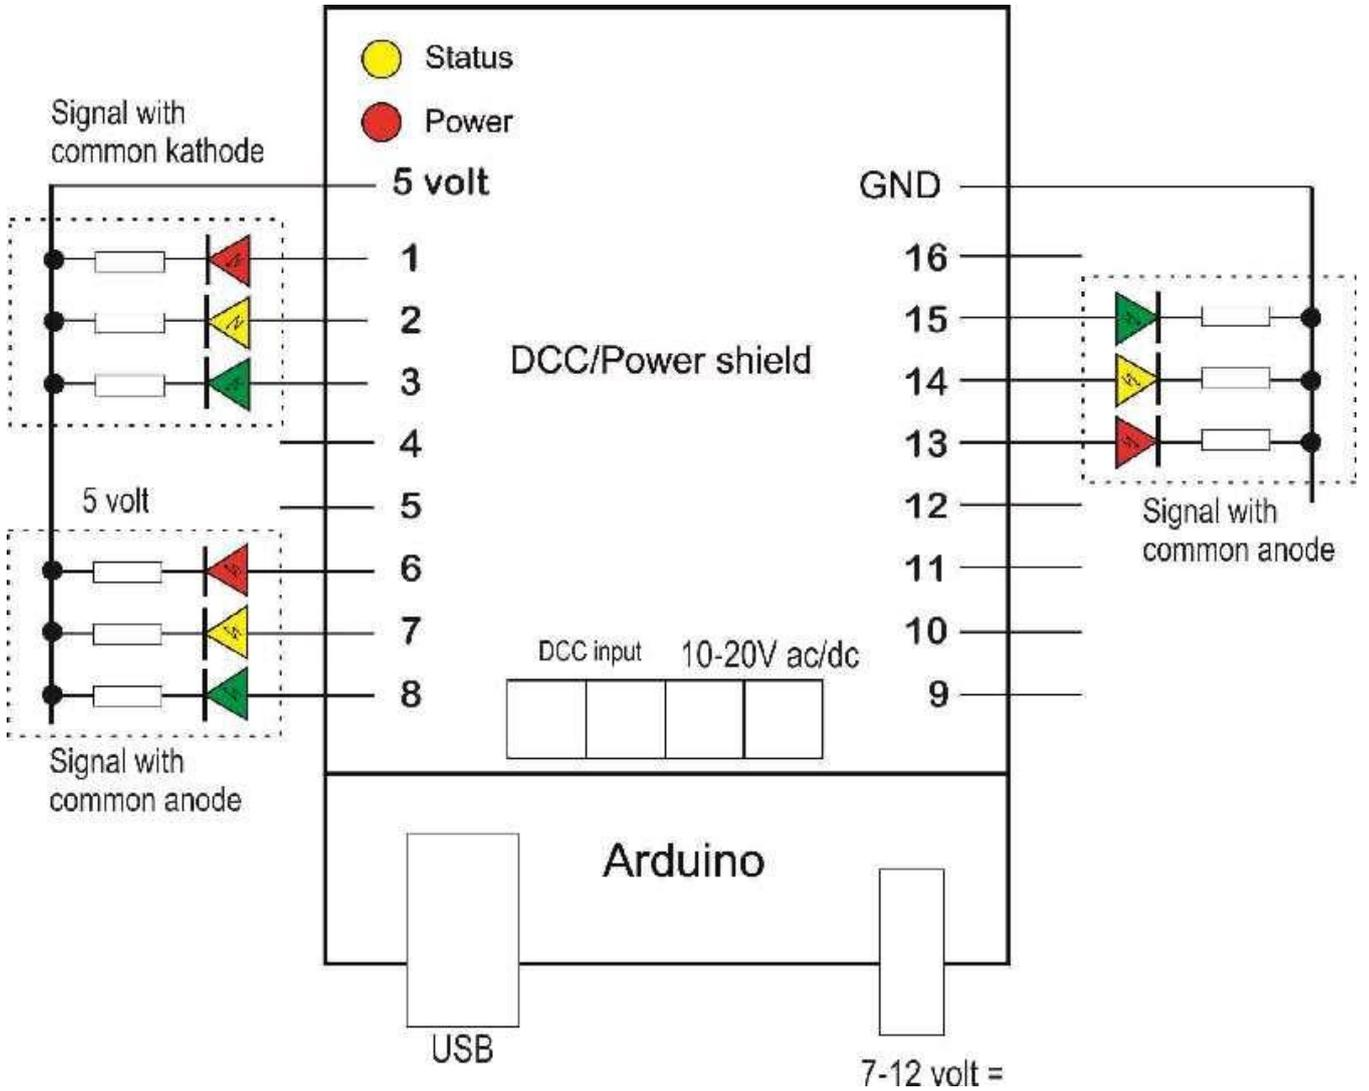 Status
Power
Signal with
common kathode
5 volt
GND
1
2
3
4
5 volt
5
6
7
8
Signal with
common anode
16
15
14
13
12
11
10
9
Signal with
common anode
DCC/Power shield
DCC input
10-20V ac/dc
Arduino
USB
7-12 volt =